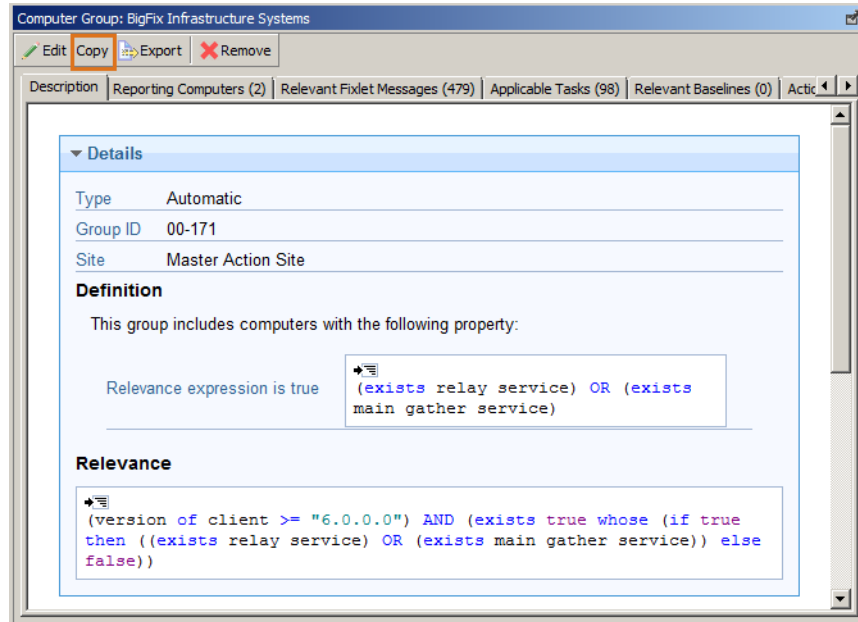 Computer Group: BigFix Infrastructure Systems
Edit Copy Export Remove
Description Reporting Computers (2) Relevant Fixlet Messages (479) Applicable Tasks (98) Relevant Baselines (0) Actic
Details
Type Automatic
Group ID 00-171
Site Master Action Site
Definition
This group includes computers with the following property:
Relevance expression is true
(exists relay service) OR (exists
main gather service)
Relevance
(version of client >= "6.0.0.0") AND (exists true whose (if true
then ((exists relay service) OR (exists main gather service)) else
false))